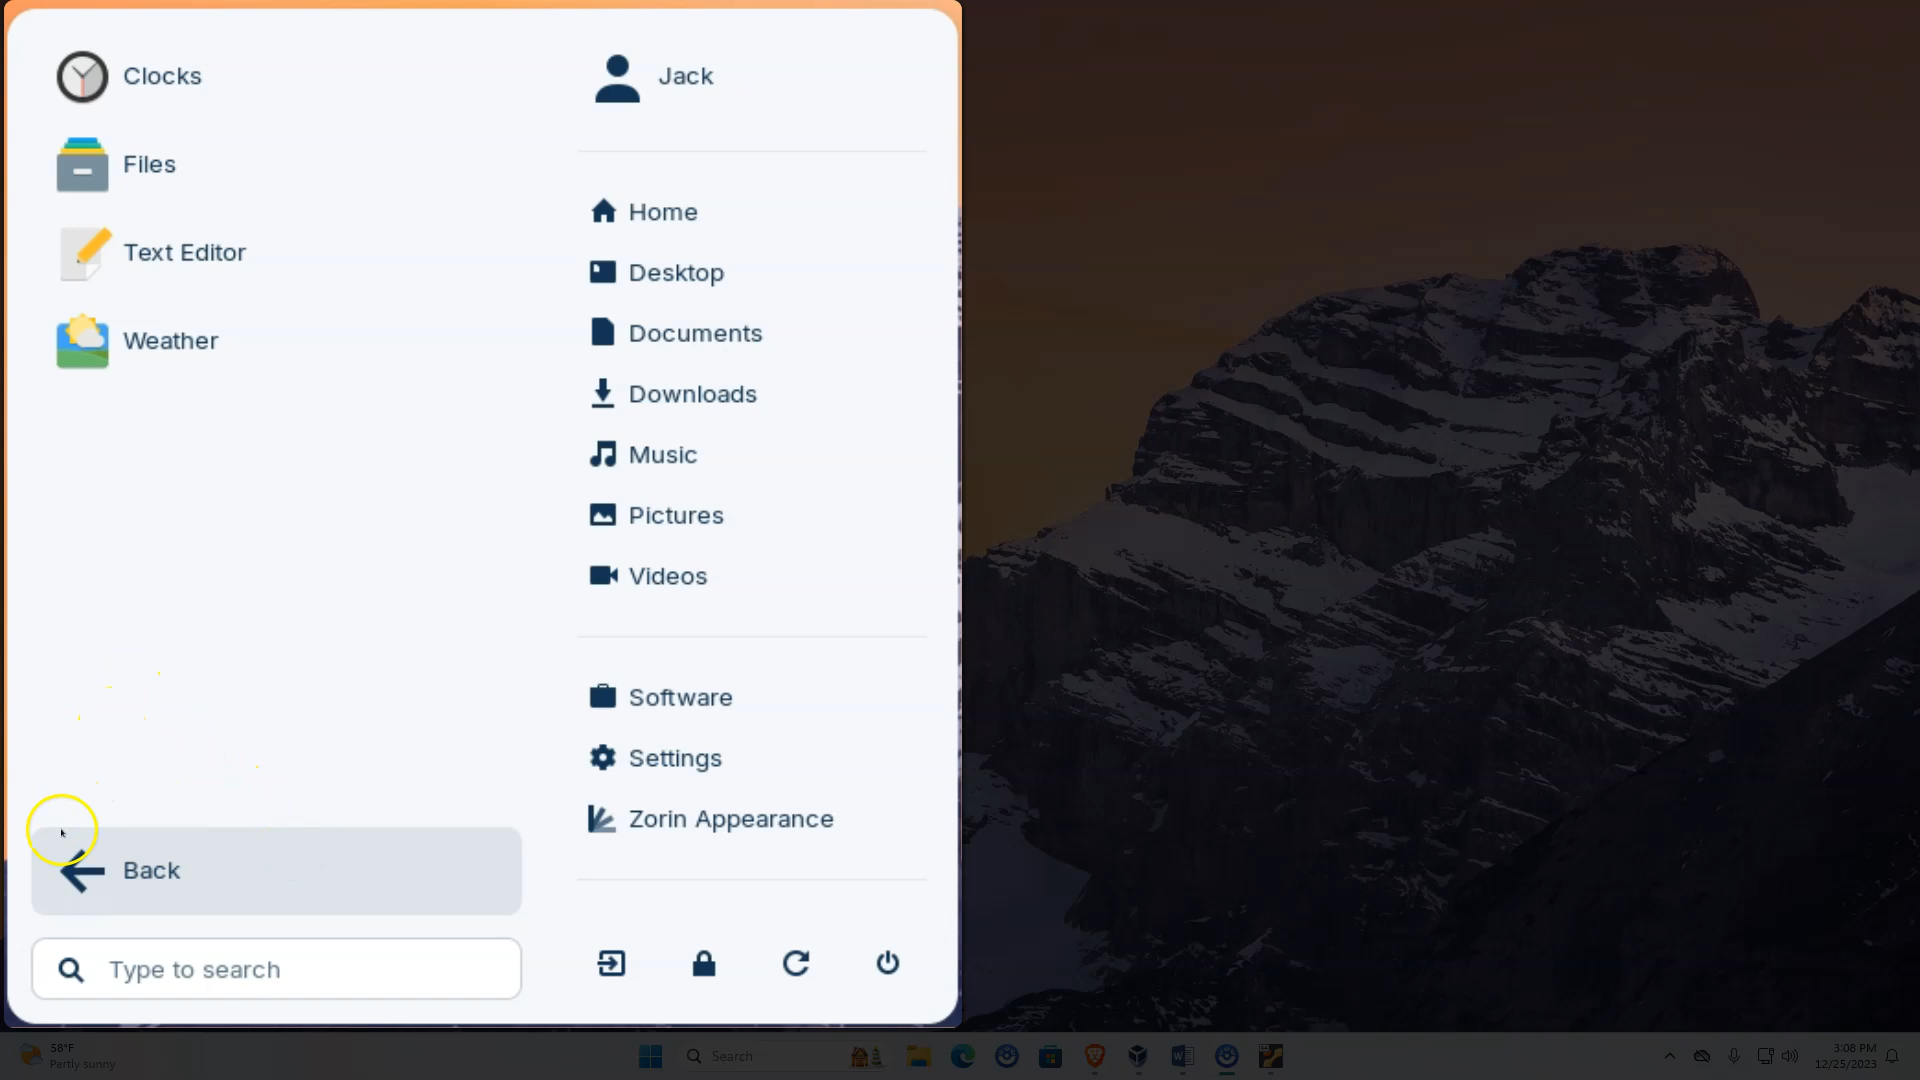 Clocks
Files
Text Editor
Weather
Back
Type to search
Jack
Home
Desktop
Documents
Downloads
Music
Pictures
Videos
Software
Settings
Zorin Appearance
58°F
Partly sunny
Search
3:08 PM
12/25/2023